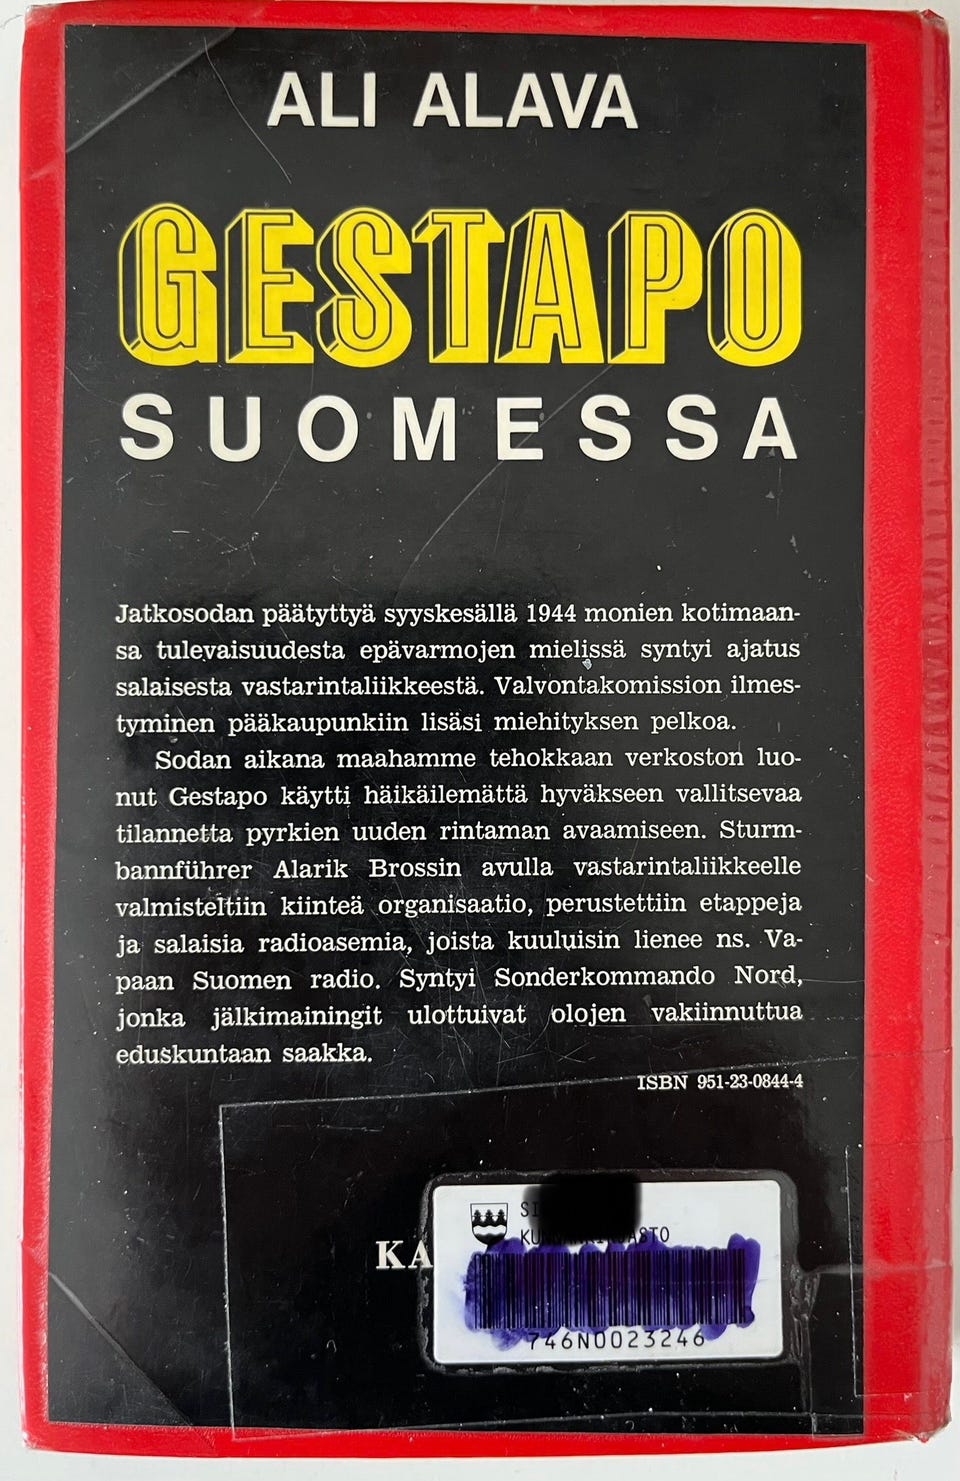 ALI ALAVA
GESTAPO
SUOMESSA
Jatkosodan päätyttyä syyskesällä 1944 monien kotimaan-
sa tulevaisuudesta epävarmojen mielissä syntyi ajatus
salaisesta vastarintaliikkeestä. Valvontakomission ilmes-
tyminen pääkaupunkiin lisäsi miehityksen pelkoa.
Sodan aikana maahamme tehokkaan verkoston luo-
nut Gestapo käytti häikäilemättä hyväkseen vallitsevaa
tilannetta pyrkien uuden rintaman avaamiseen. Sturm-
bannführer Alarik Brossin avulla vastarintaliikkeelle
valmisteltiin kiinteä organisaatio, perustettiin etappeja
ja salaisia radioasemia, joista kuuluisin lienee ns. Va-
paan Suomen radio. Syntyi Sonderkommando Nord,
jonka jälkimainingit ulottuivat olojen vakiinnuttua
eduskuntaan saakka.
ISBN 951-23-0844-4
KA
746N0023246